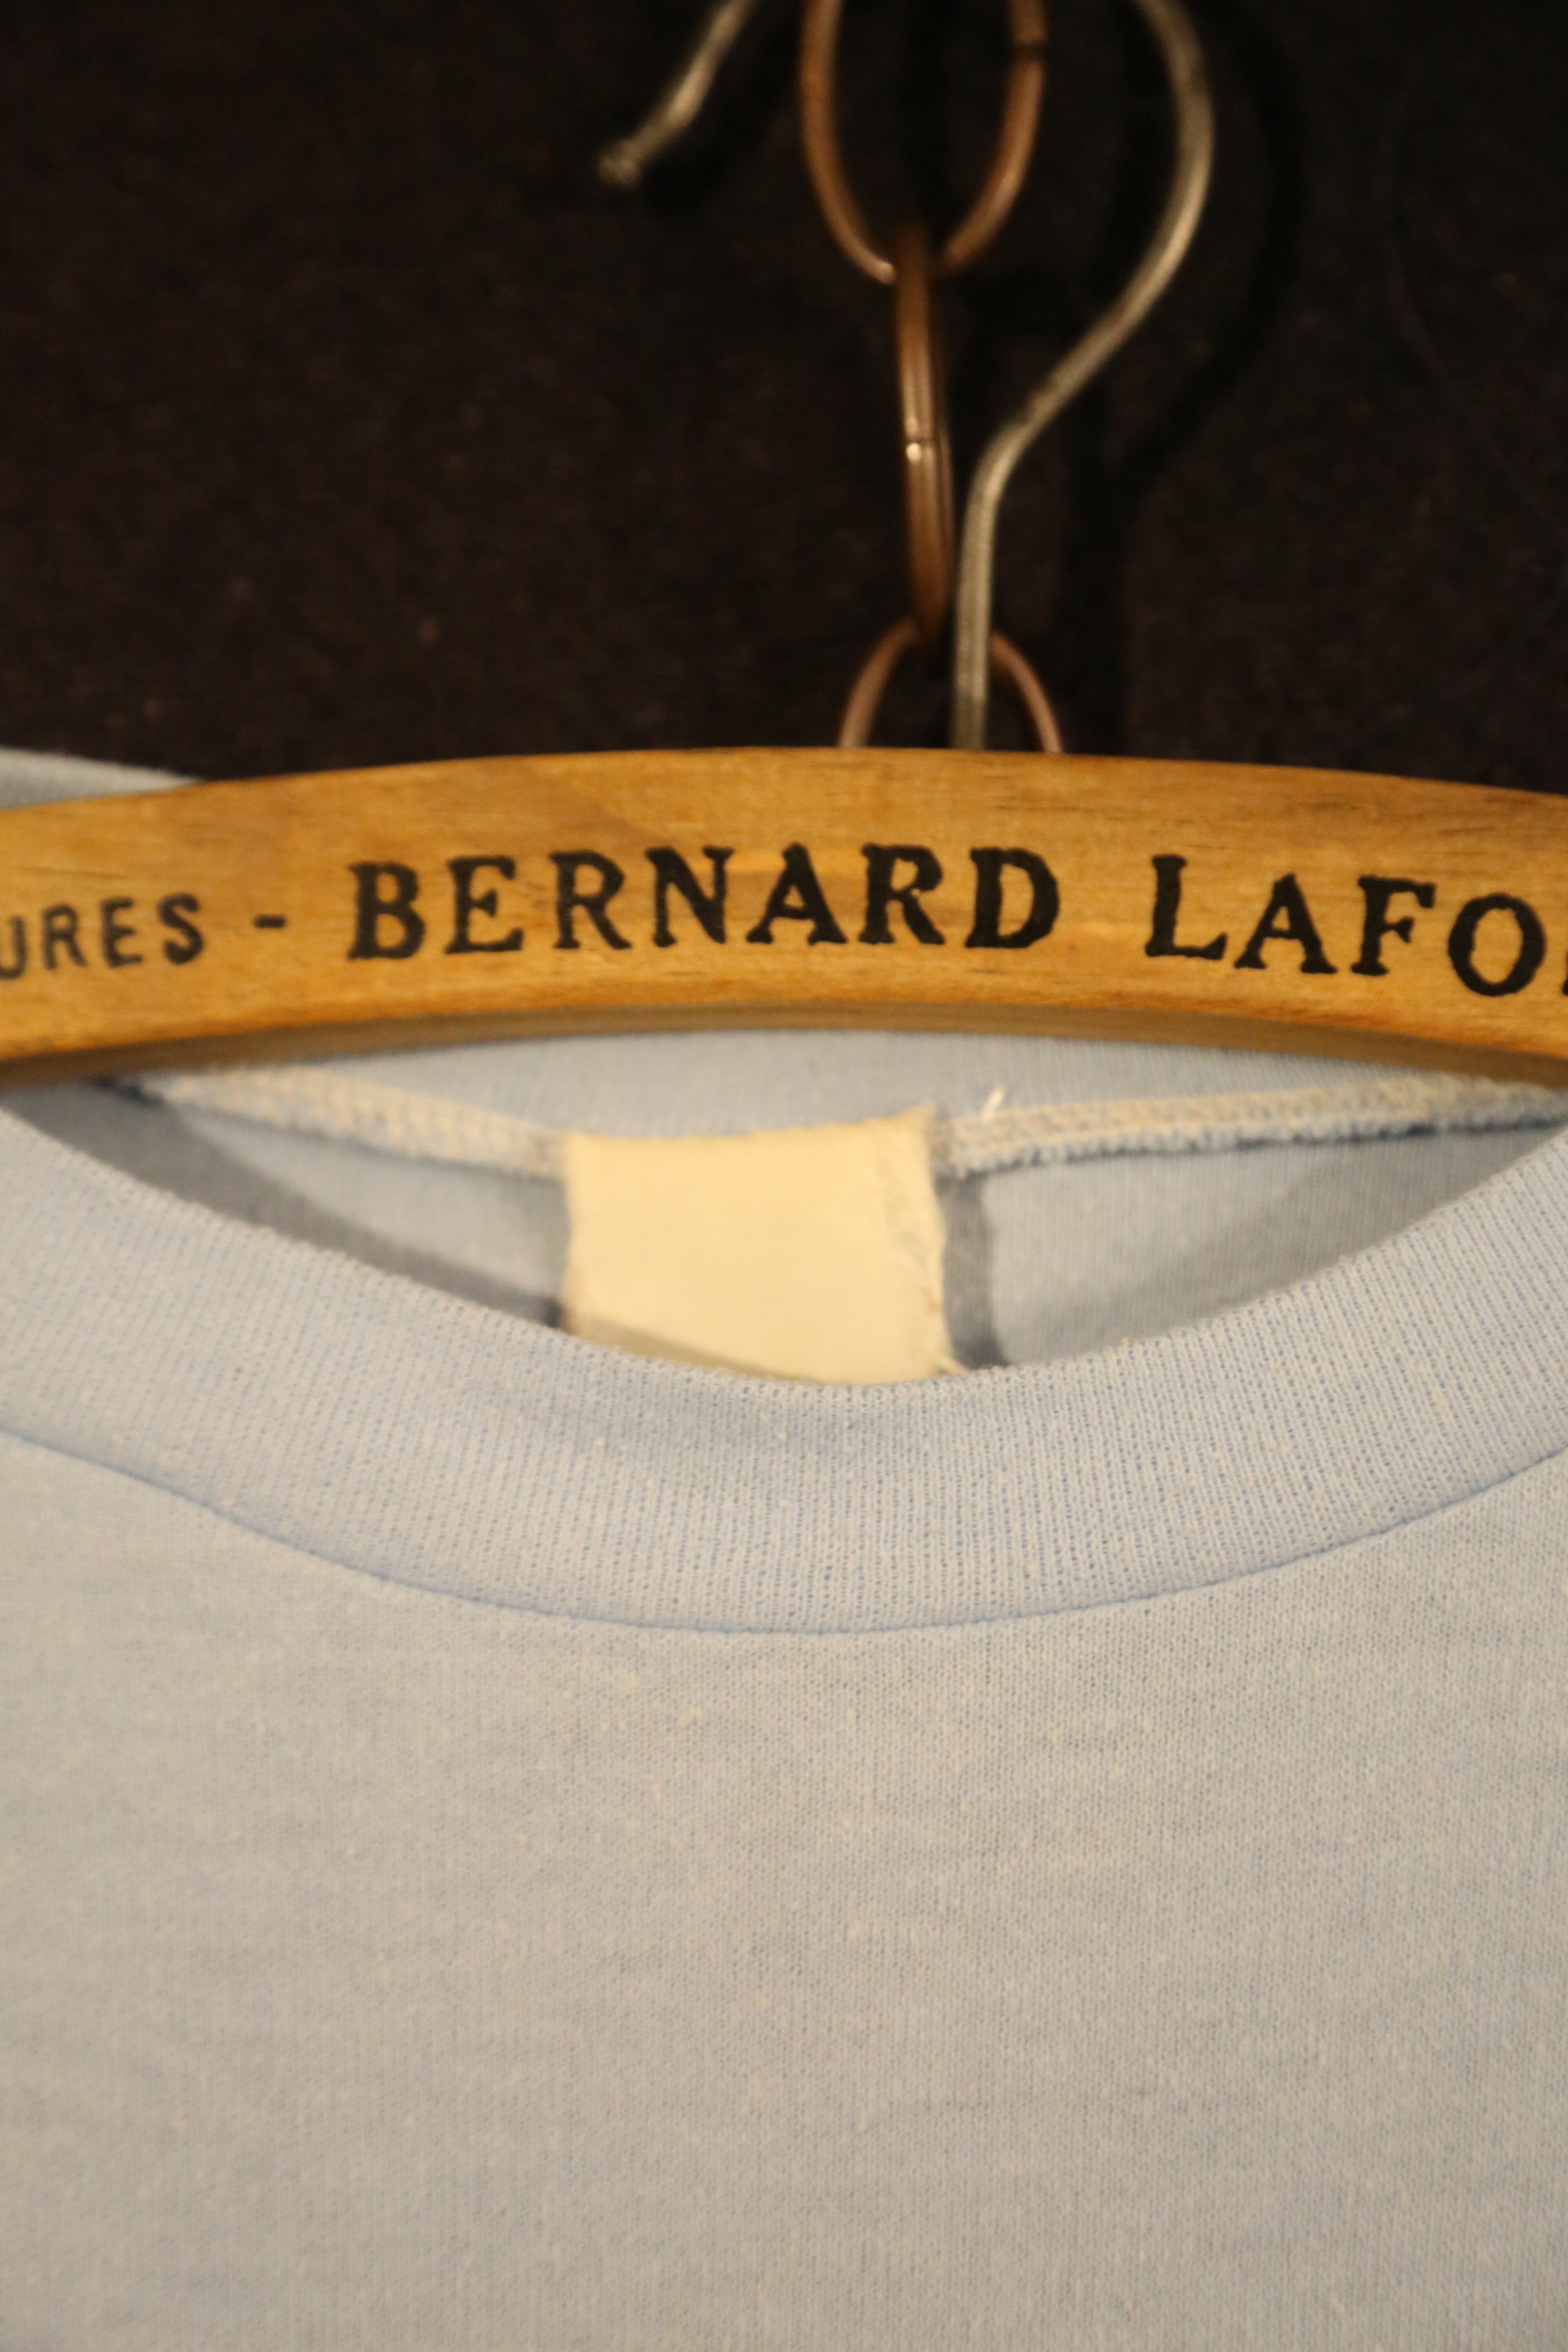 URES - BERNARD LAFO